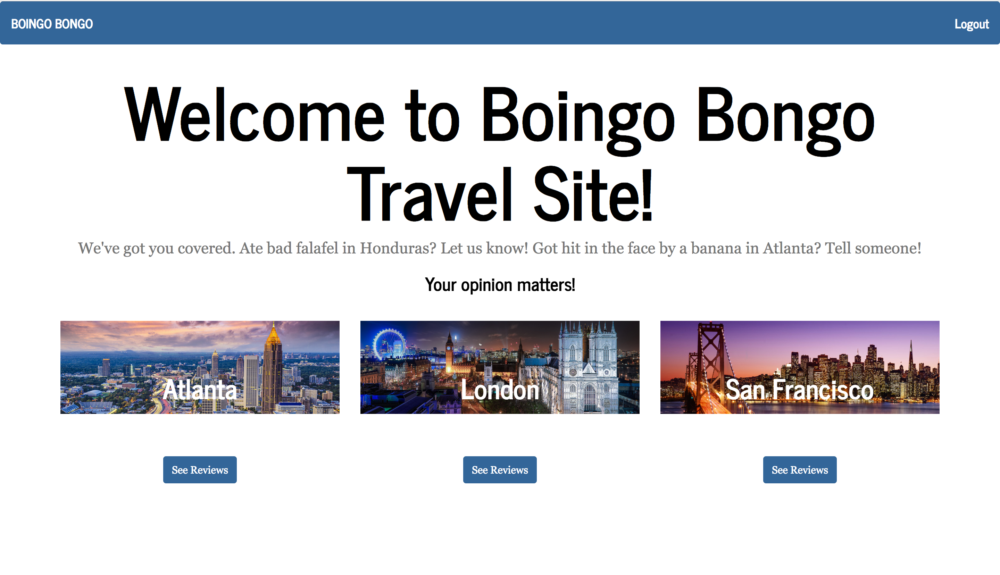 BOINGO BONGO
Logout
Welcome to Boingo Bongo
Travel Site!
We've got you covered. Ate bad falafel in Honduras? Let us know! Got hit in the face by a banana in Atlanta? Tell someone!
Your opinion matters!
Atlanta
London
San Francisco
See Reviews
See Reviews
See Reviews